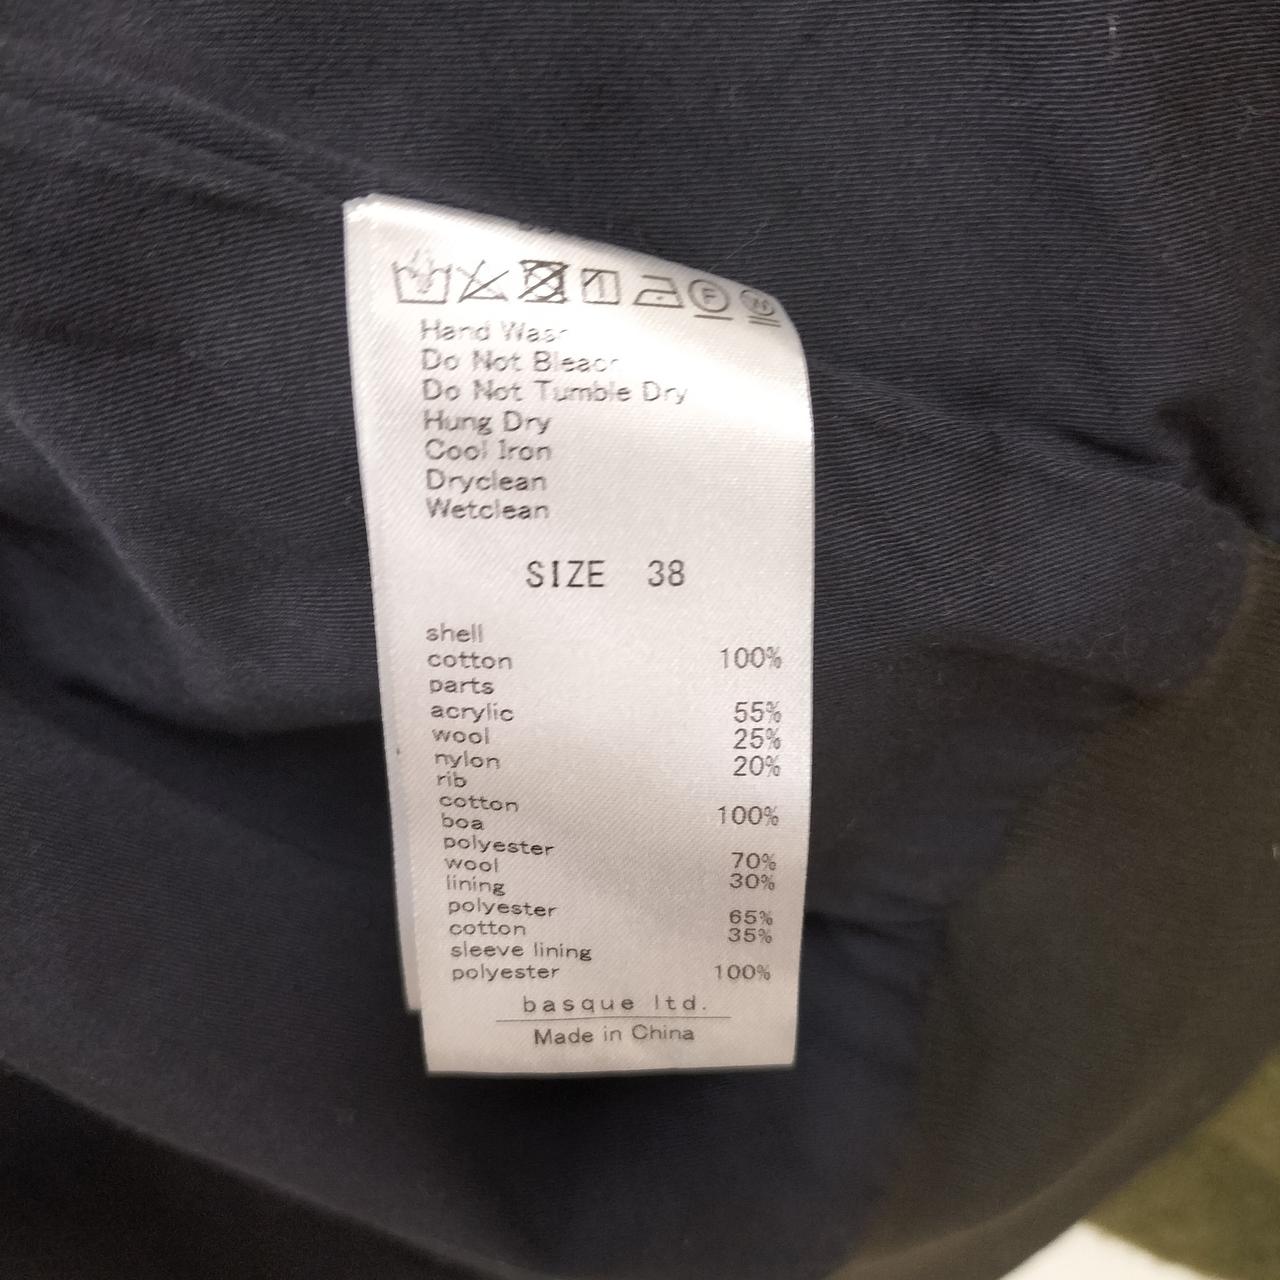 F W
Hand Wash
Do Not Bleach
Do Not Tumble Dry
Hung Dry
Cool Iron
Dryclean
Wetclean
SIZE 38
shell
cotton 100%
parts
acrylic 55%
wool 25%
nylon 20%
rib
cotton 100%
boa
polyester 70%
wool 30%
lining
polyester 65%
cotton 35%
sleeve lining
polyester 100%
basque ltd.
Made in China